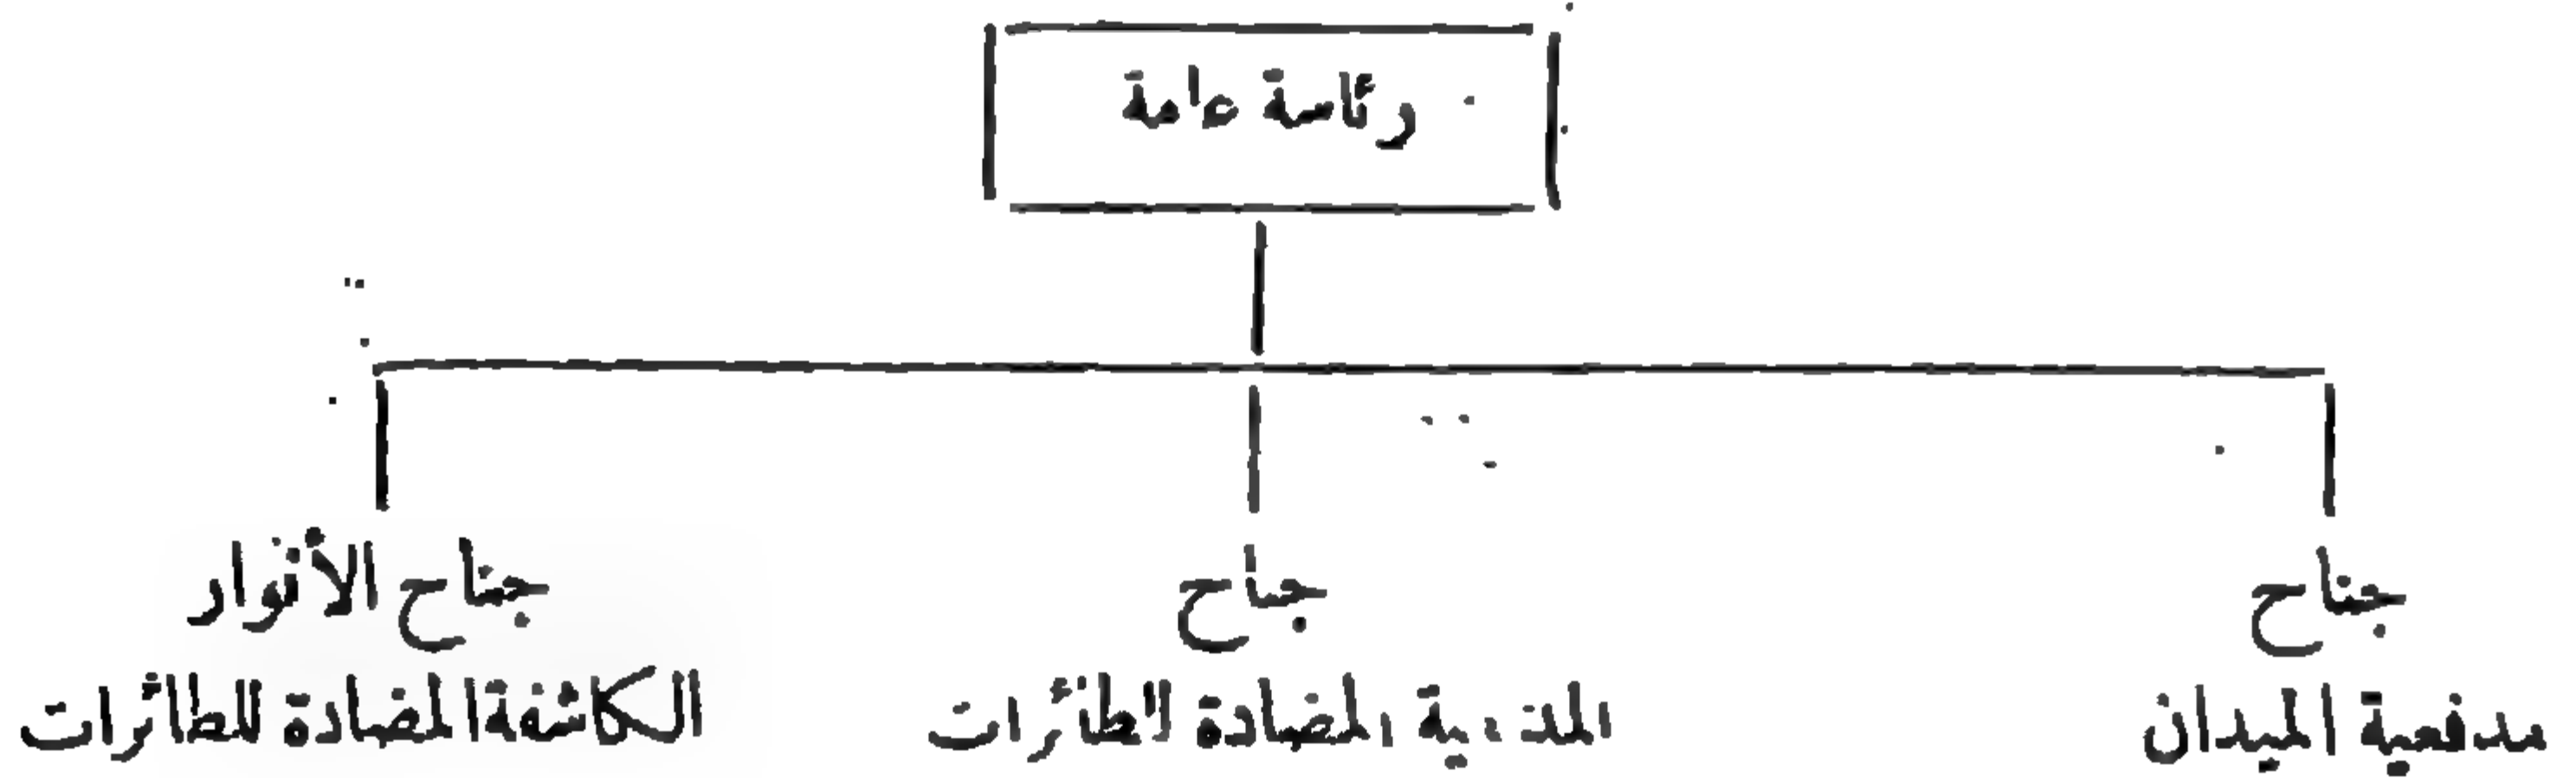 رئاسة عامة
جناح
مدفعية الميدان
جناح
المدفعية المضادة للطائرات
جناح الأنوار
الكاشفة المضادة للطائرات